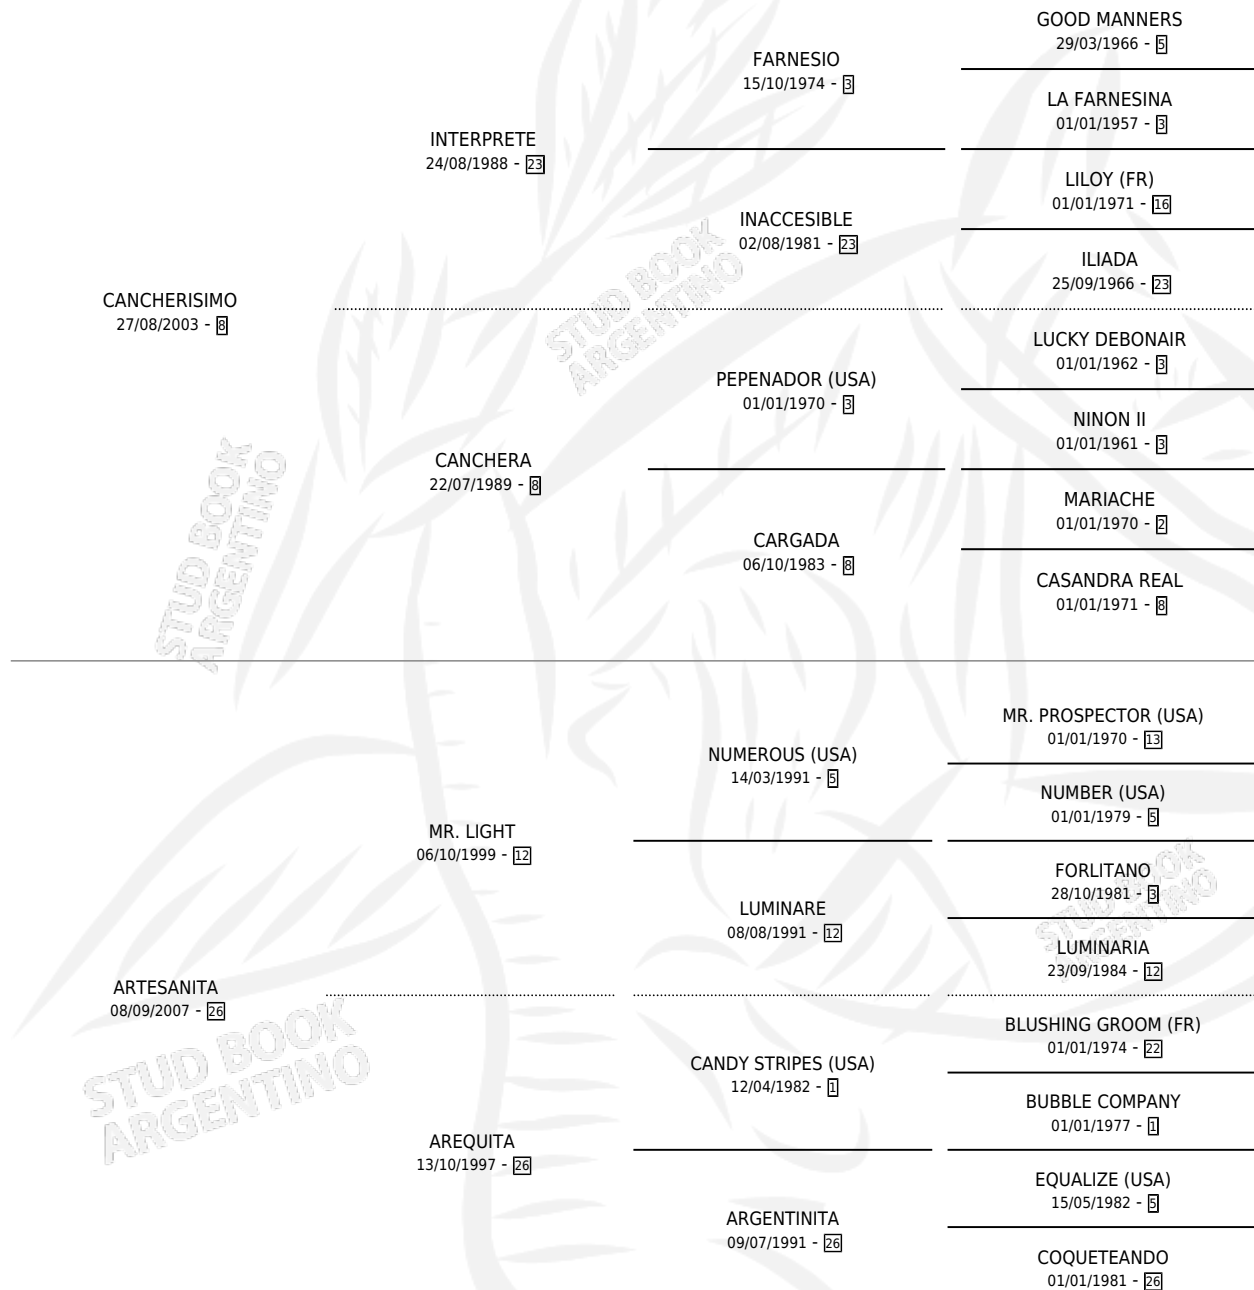 GOOD MANNERS
29/03/1966 - 5
FARNESIO
15/10/1974 - 3
LA FARNESINA
01/01/1957 - 3
INTERPRETE
24/08/1988 - 23
LILOY (FR)
01/01/1971 - 16
INACCESIBLE
02/08/1981 - 23
ILIADA
25/09/1966 - 23
CANCHERISIMO
27/08/2003 - 8
STUD BOOK
ARGENTINO
LUCKY DEBONAIR
01/01/1962 - 3
PEPENADOR (USA)
01/01/1970 - 3
NINON II
01/01/1961 - 3
CANCHERA
22/07/1989 - 8
MARIACHE
01/01/1970 - 2
CARGADA
06/10/1983 - 8
CASANDRA REAL
01/01/1971 - 8
STUD BOOK
ARGENTINO
MR. PROSPECTOR (USA)
01/01/1970 - 13
NUMEROUS (USA)
14/03/1991 - 5
NUMBER (USA)
01/01/1979 - 5
MR. LIGHT
06/10/1999 - 12
FORLITANO
28/10/1981 - 3
LUMINARE
08/08/1991 - 12
LUMINARIA
23/09/1984 - 12
STUD BOOK
ARGENTINO
ARTESANITA
08/09/2007 - 26
STUD BOOK
ARGENTINO
BLUSHING GROOM (FR)
01/01/1974 - 22
CANDY STRIPES (USA)
12/04/1982 - 1
BUBBLE COMPANY
01/01/1977 - 1
AREQUITA
13/10/1997 - 26
EQUALIZE (USA)
15/05/1982 - 5
ARGENTINITA
09/07/1991 - 26
COQUETEANDO
01/01/1981 - 26